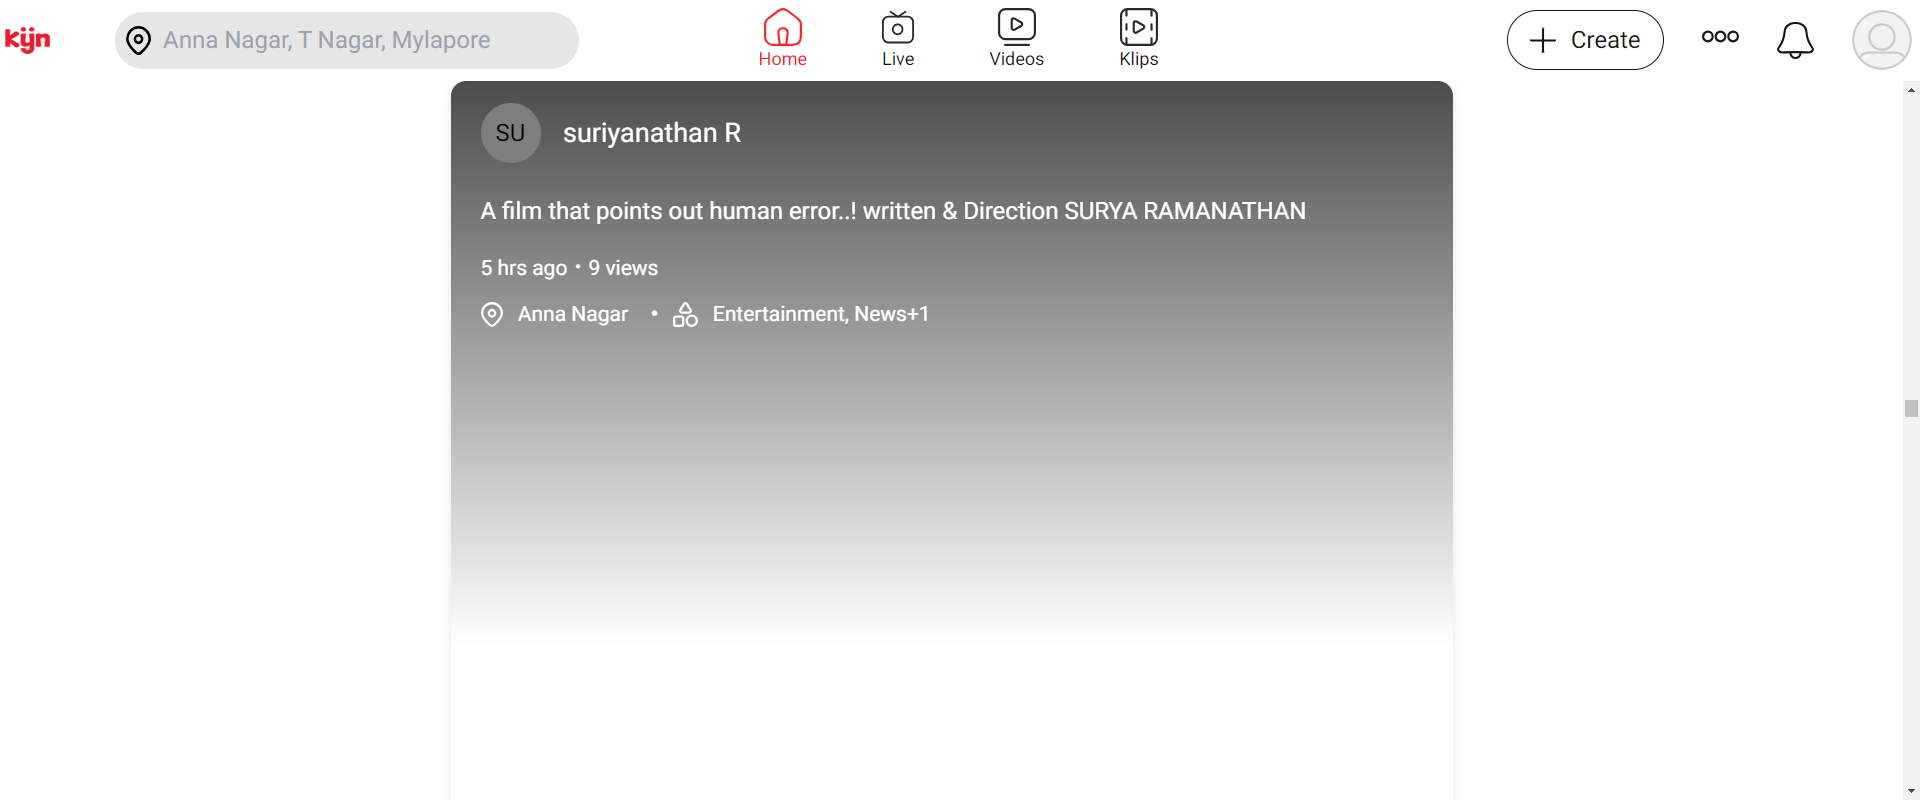 kijn
Anna Nagar, T Nagar, Mylapore
Home
Live
Videos
Klips
Create
SU
suriyanathan R
A film that points out human error..! written & Direction SURYA RAMANATHAN
5 hrs ago • 9 views
Anna Nagar • Entertainment, News+1